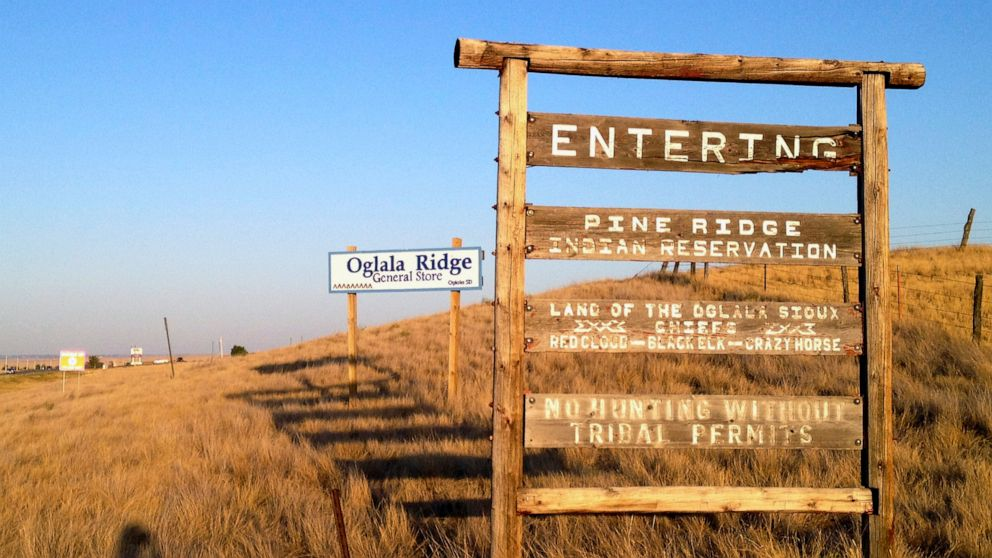 ENTERING
PINE RIDGE
INDIAN RESERVATION
LAND OF THE OGLALA SIOUX
CHIEFS
RED CLOUD — BLACK ELK — CRAZY HORSE
NO HUNTING WITHOUT
TRIBAL PERMITS
Oglala Ridge
General Store
Oglala SD